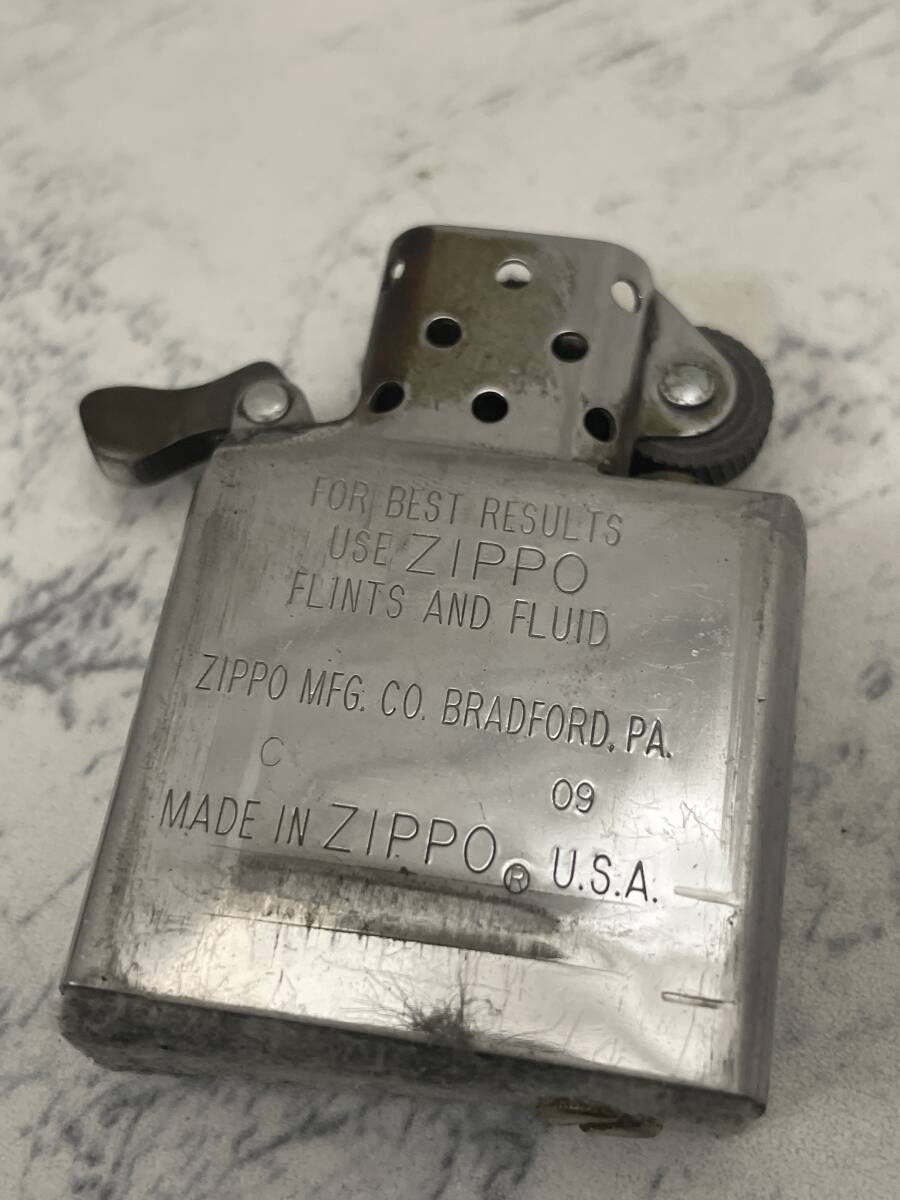 FOR BEST RESULTS
USE ZIPPO
FLINTS AND FLUID
ZIPPO MFG. CO. BRADFORD, PA.
C 09
MADE IN ZIPPO® U.S.A.